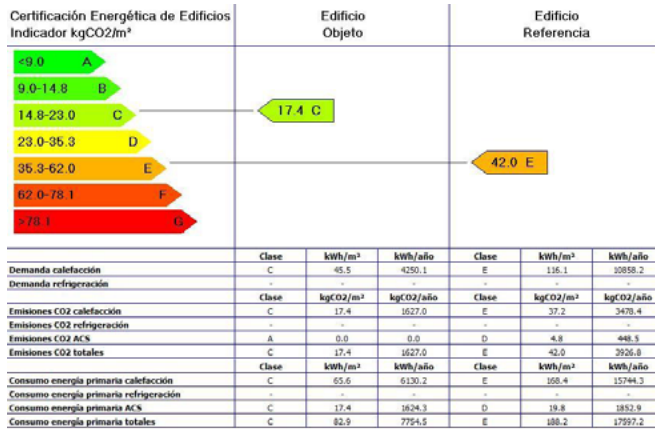 Certificación Energética de Edificios
Indicador kgCO2/m²
Edificio
Objeto
Edificio
Referencia
<9.0 A
9.0-14.8 B
14.8-23.0 C
17.4 C
23.0-35.3 D
35.3-62.0 E
42.0 E
62.0-78.1 F
>78.1 G
Clase kWh/m² kWh/año Clase kWh/m² kWh/año
Demanda calefacción C 45.5 4250.1 E 116.1 10858.2
Demanda refrigeración - - - - - -
Clase kgCO2/m² kgCO2/año Clase kgCO2/m² kgCO2/año
Emisiones CO2 calefacción C 17.4 1627.0 E 37.2 3478.4
Emisiones CO2 refrigeración - - - - - -
Emisiones CO2 ACS A 0.0 0.0 D 4.8 448.5
Emisiones CO2 totales C 17.4 1627.0 E 42.0 3926.8
Clase kWh/m² kWh/año Clase kWh/m² kWh/año
Consumo energía primaria calefacción C 65.6 6130.2 E 168.4 15744.3
Consumo energía primaria refrigeración - - - - - -
Consumo energía primaria ACS C 17.4 1624.3 D 19.8 1852.9
Consumo energía primaria totales C 82.9 7754.5 E 188.2 17597.2